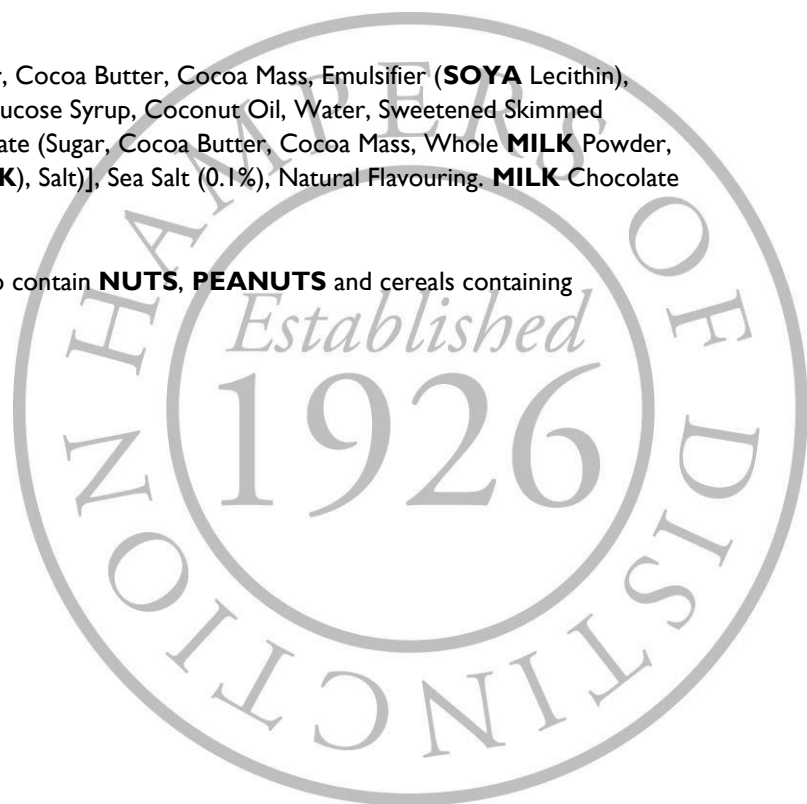 , Cocoa Butter, Cocoa Mass, Emulsifier (SOYA Lecithin),
ucose Syrup, Coconut Oil, Water, Sweetened Skimmed
ate (Sugar, Cocoa Butter, Cocoa Mass, Whole MILK Powder,
K), Salt)], Sea Salt (0.1%), Natural Flavouring. MILK Chocolate
contain NUTS, PEANUTS and cereals containing
HAMPERS OF DISTINCTION
Established
1926